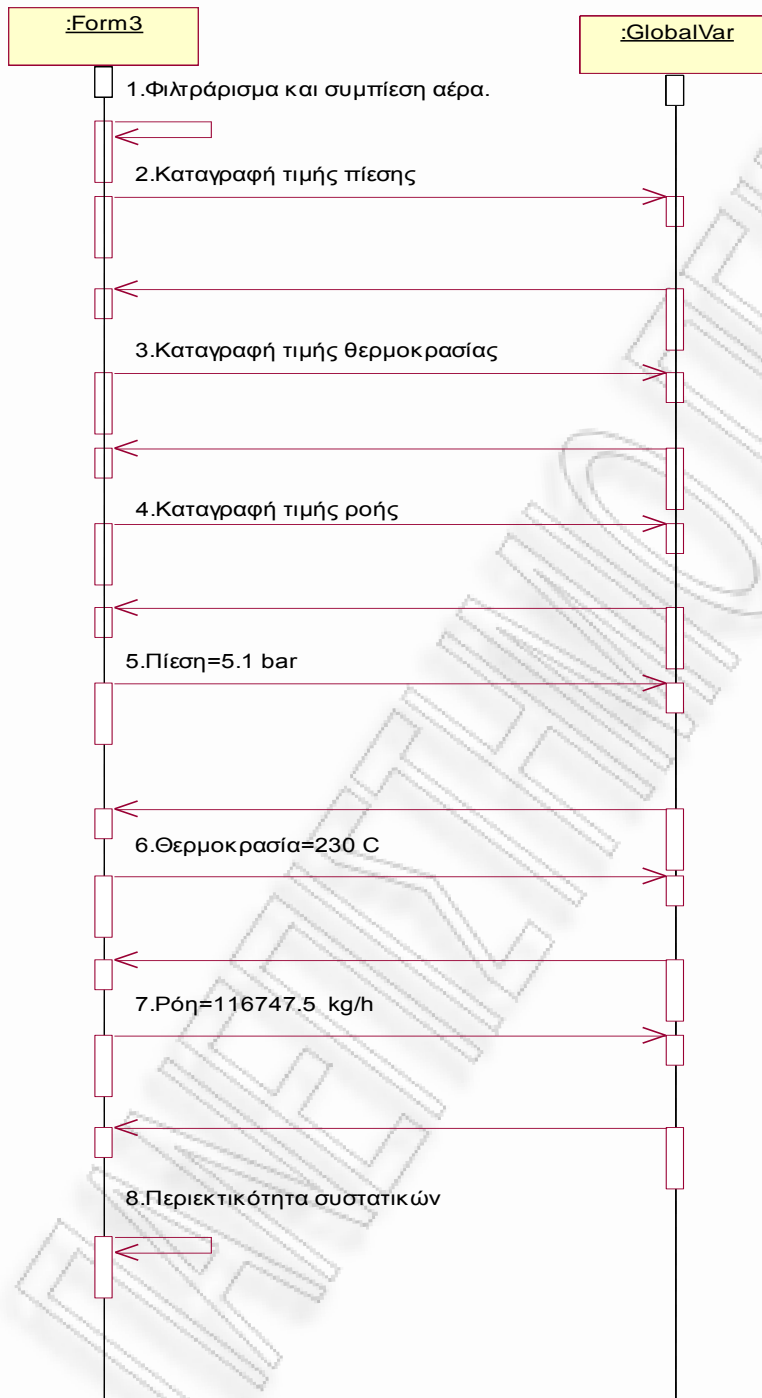 :Form3
:GlobalVar
1.Φιλτράρισμα και συμπίεση αέρα.
2.Καταγραφή τιμής πίεσης
3.Καταγραφή τιμής θερμοκρασίας
4.Καταγραφή τιμής ροής
5.Πίεση=5.1 bar
6.Θερμοκρασία=230 C
7.Ρόη=116747.5 kg/h
8.Περιεκτικότητα συστατικών